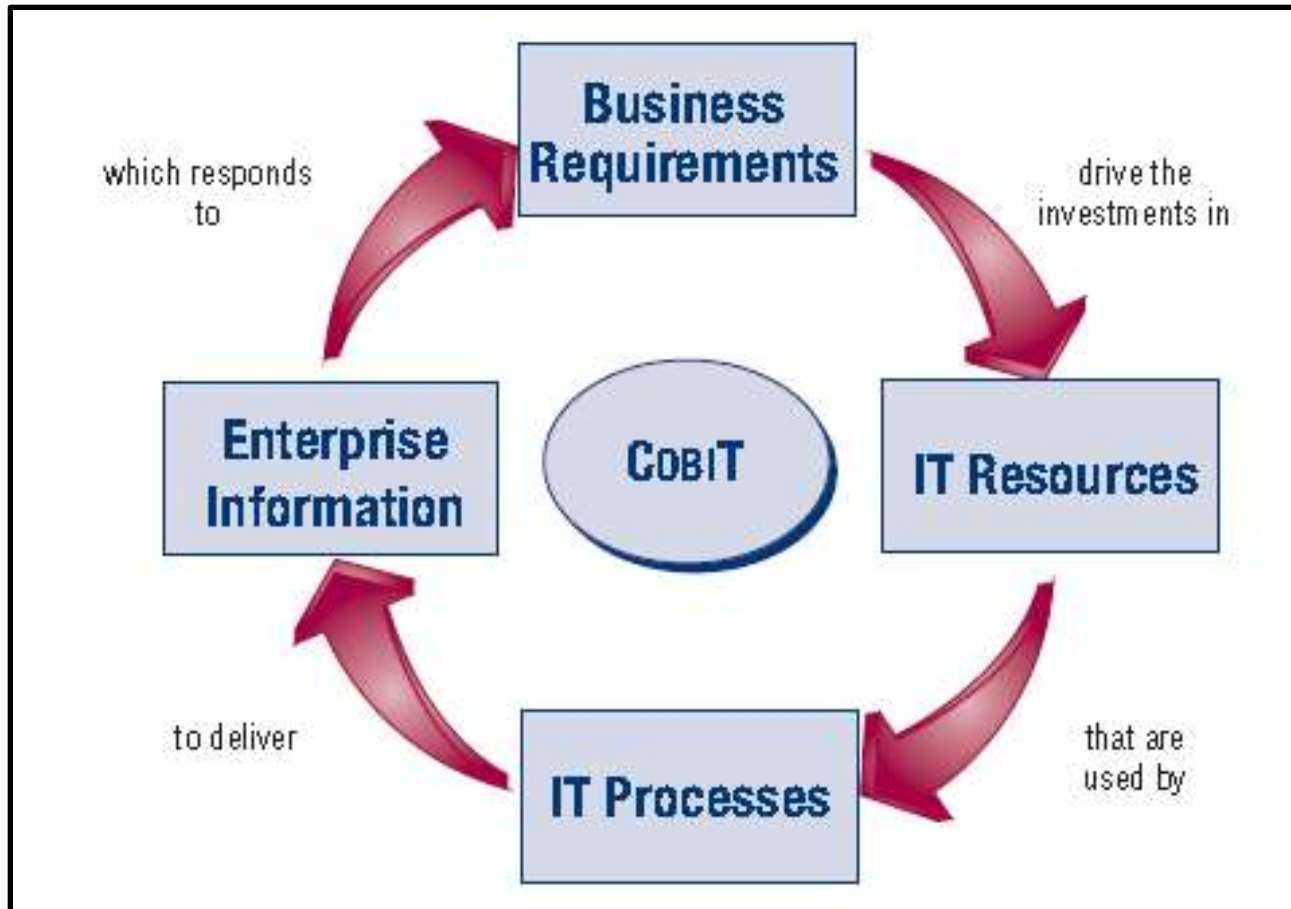 Business
Requirements
which responds
to
drive the
investments in
Enterprise
Information
COBIT
IT Resources
to deliver
IT Processes
that are
used by